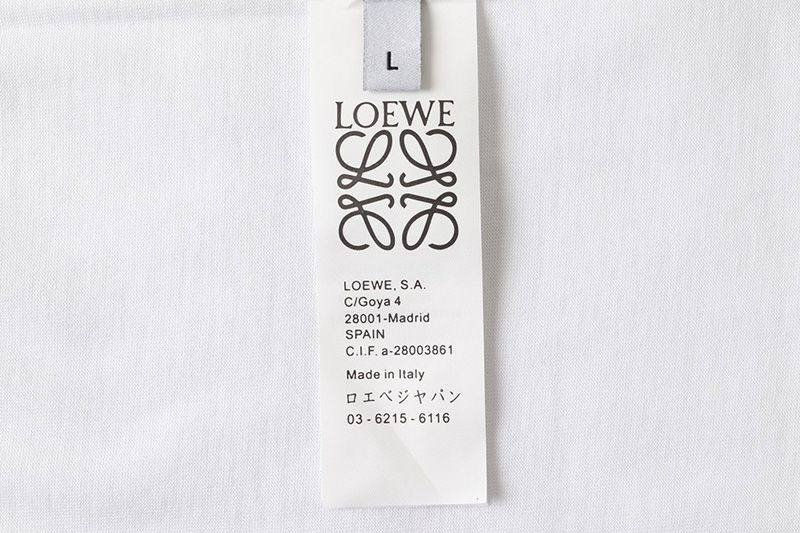 L
LOEWE
LOEWE, S.A.
C/Goya 4
28001-Madrid
SPAIN
C.I.F. a-28003861
Made in Italy
ロエベジャパン
03 - 6215 - 6116